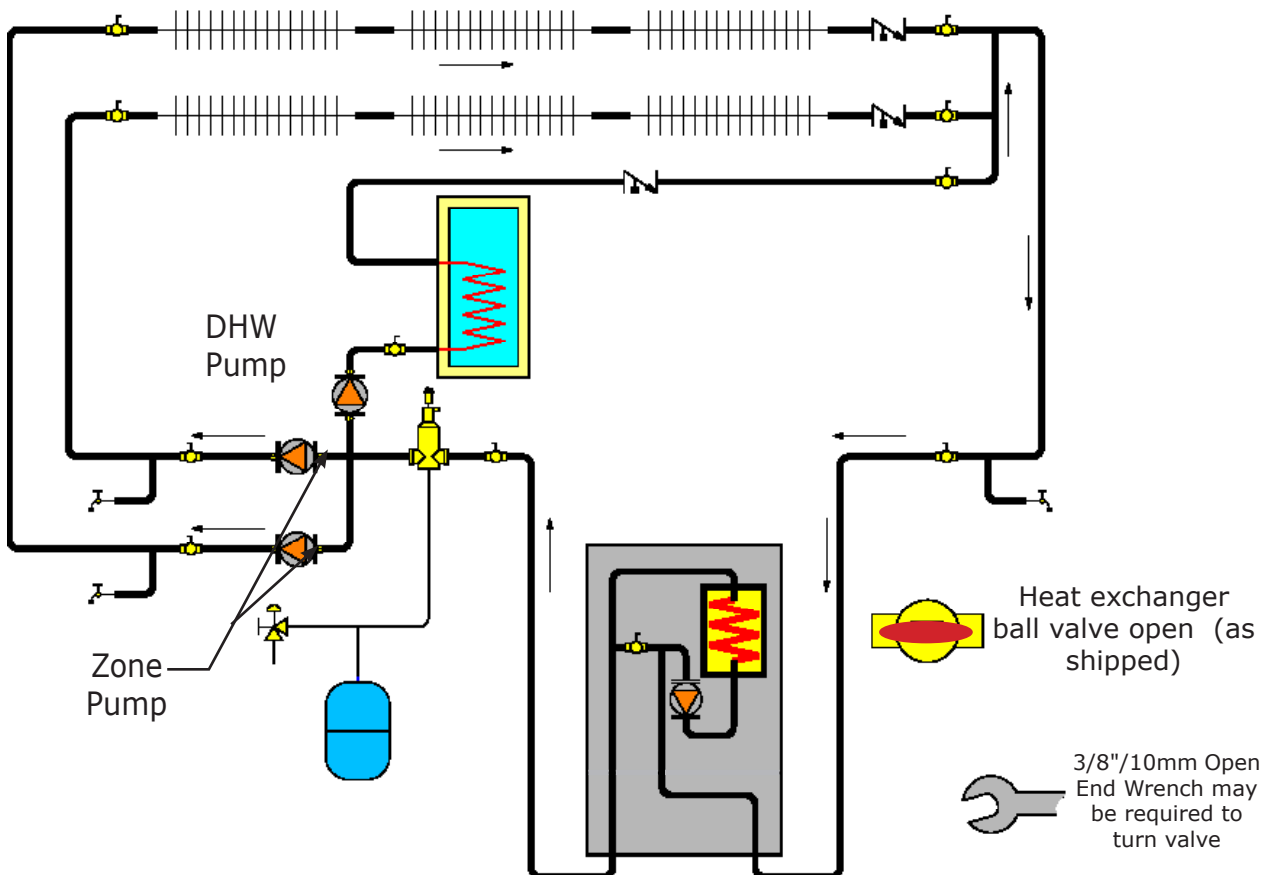 DHW
Pump
Zone
Pump
Heat exchanger
ball valve open (as
shipped)
3/8"/10mm Open
End Wrench may
be required to
turn valve